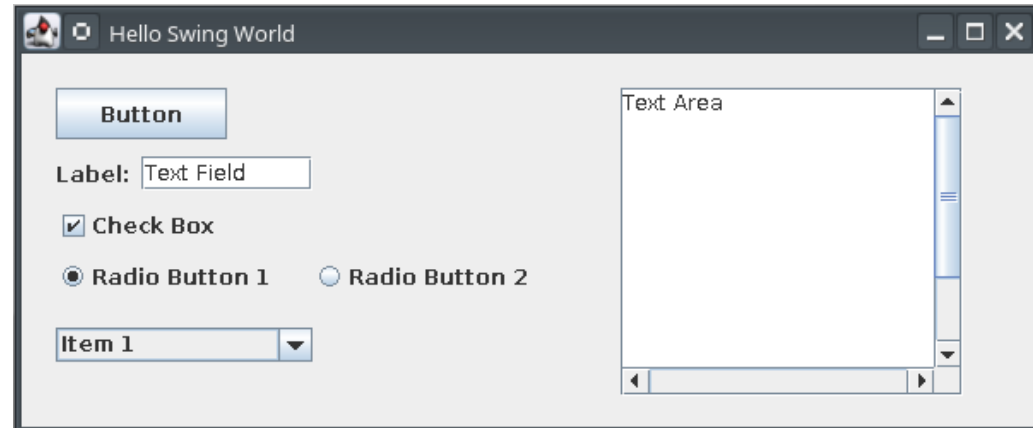 Hello Swing World
Button
Label: Text Field
Check Box
Radio Button 1 Radio Button 2
Item 1
Text Area